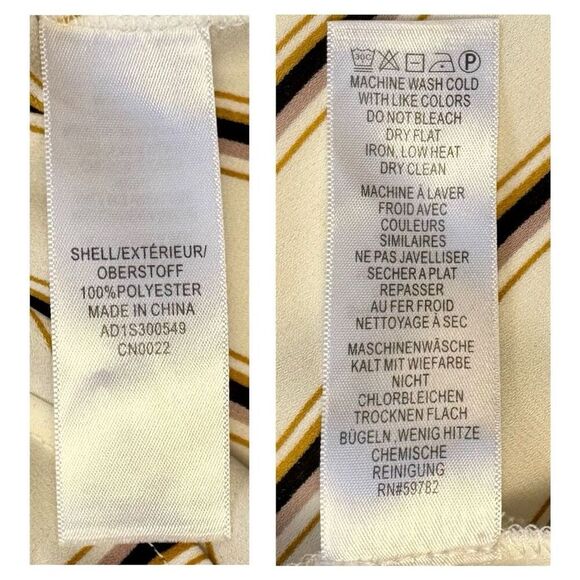 SHELL/EXTÉRIEUR/
OBERSTOFF
100%POLYESTER
MADE IN CHINA
AD1S300549
CN0022
30C P
MACHINE WASH COLD
WITH LIKE COLORS
DO NOT BLEACH
DRY FLAT
IRON, LOW HEAT
DRY CLEAN
MACHINE À LAVER
FROID AVEC
COULEURS
SIMILAIRES
NE PAS JAVELLISER
SECHER A PLAT
REPASSER
AU FER FROID
NETTOYAGE À SEC
MASCHINENWÄSCHE
KALT MIT WIEFARBE
NICHT
CHLORBLEICHEN
TROCKNEN FLACH
BÜGELN ,WENIG HITZE
CHEMISCHE
REINIGUNG
RN#59782